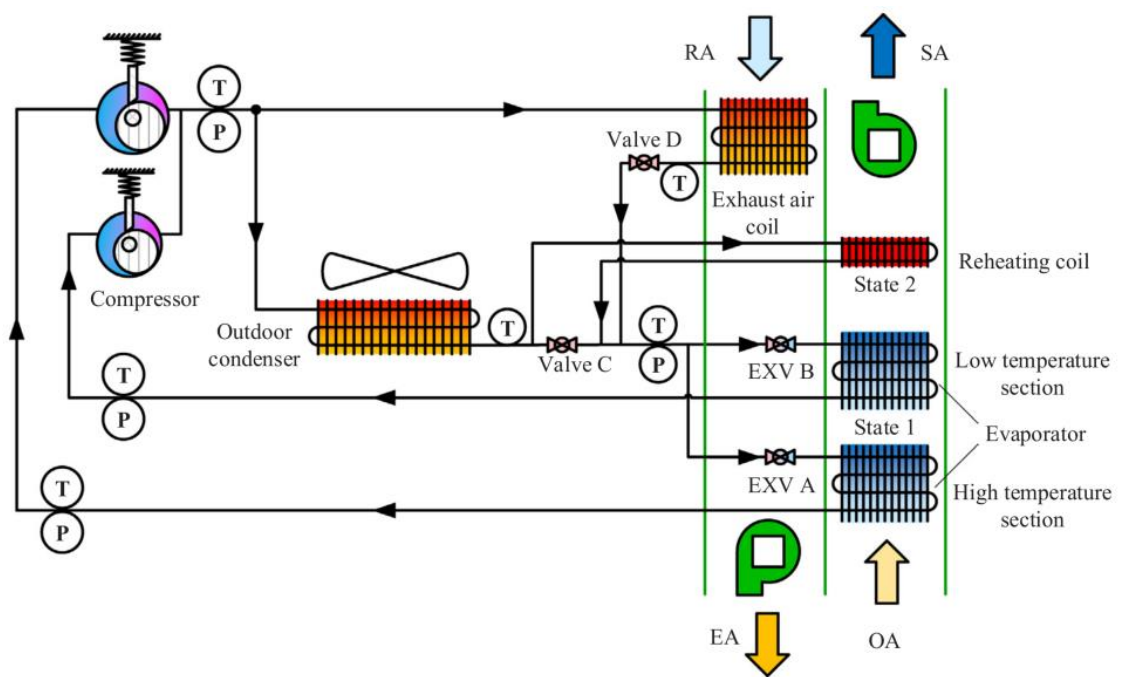 RA
SA
T
P
Valve D
T
Exhaust air
coil
Compressor
State 2
Reheating coil
Outdoor
condenser
T
Valve C
T
P
EXV B
Low temperature
section
T
P
State 1
Evaporator
EXV A
High temperature
section
T
P
EA
OA